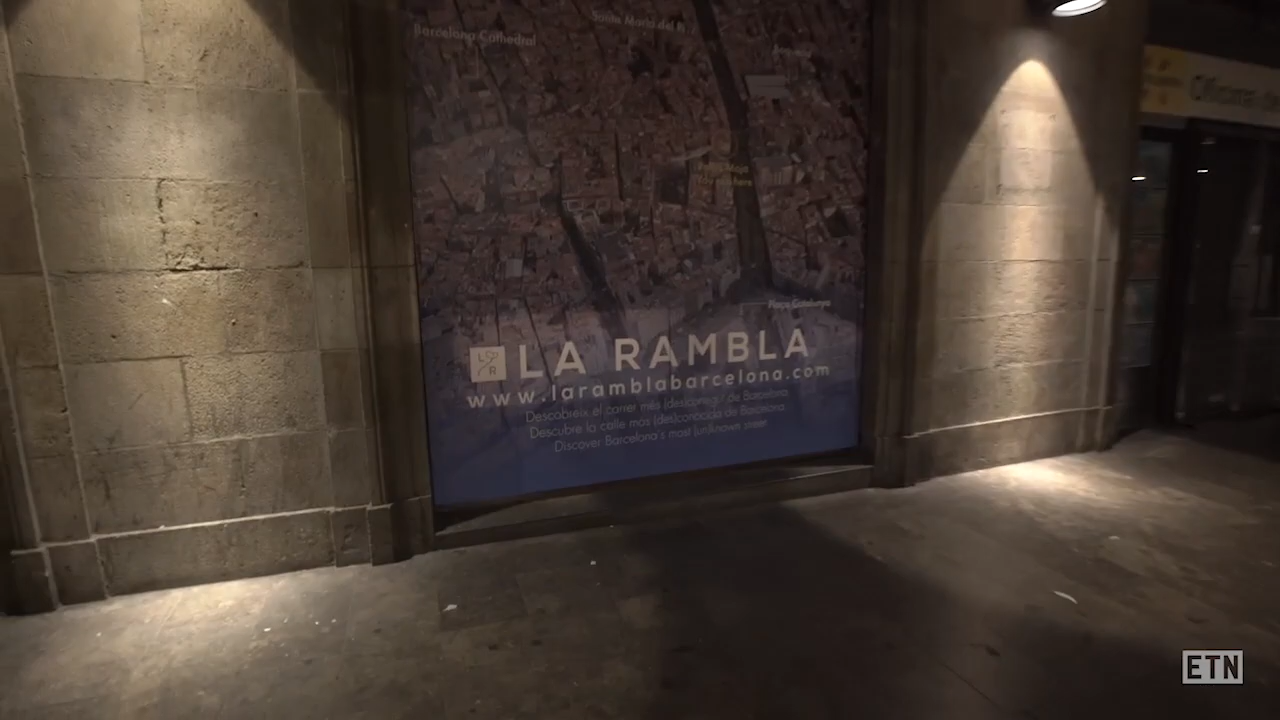 Barcelona Cathedral
Santa Maria del Pi
Plaça Catalunya
L
R
LA RAMBLA
www.laramblabarcelona.com
Descobreix el carrer més (des)conegut de Barcelona
Descubre la calle más (des)conocida de Barcelona
Discover Barcelona's most (un)known street
ETN